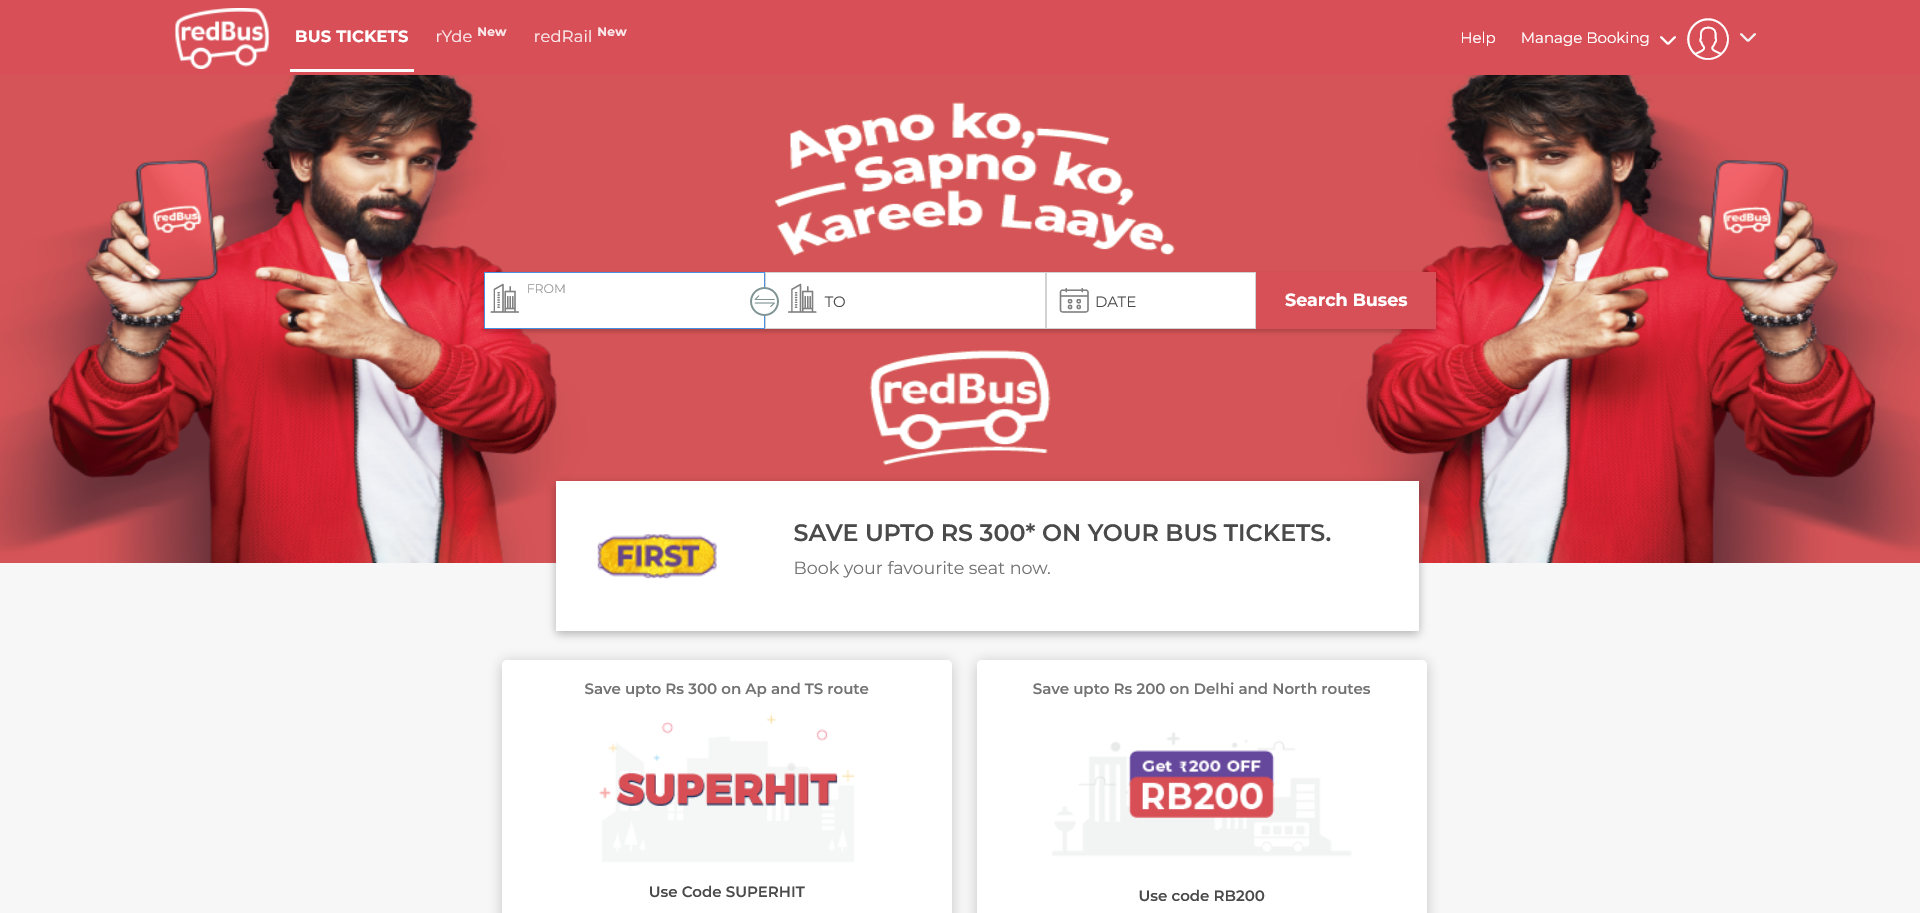 redBus
BUS TICKETS
rYde New
redRail New
Help
Manage Booking
Apno ko,
Sapno ko,
Kareeb Laaye.
redBus
redBus
FROM
TO
DATE
Search Buses
redBus
FIRST
SAVE UPTO RS 300* ON YOUR BUS TICKETS.
Book your favourite seat now.
Save upto Rs 300 on Ap and TS route
SUPERHIT
Use Code SUPERHIT
Save upto Rs 200 on Delhi and North routes
Get ₹200 OFF
RB200
Use code RB200